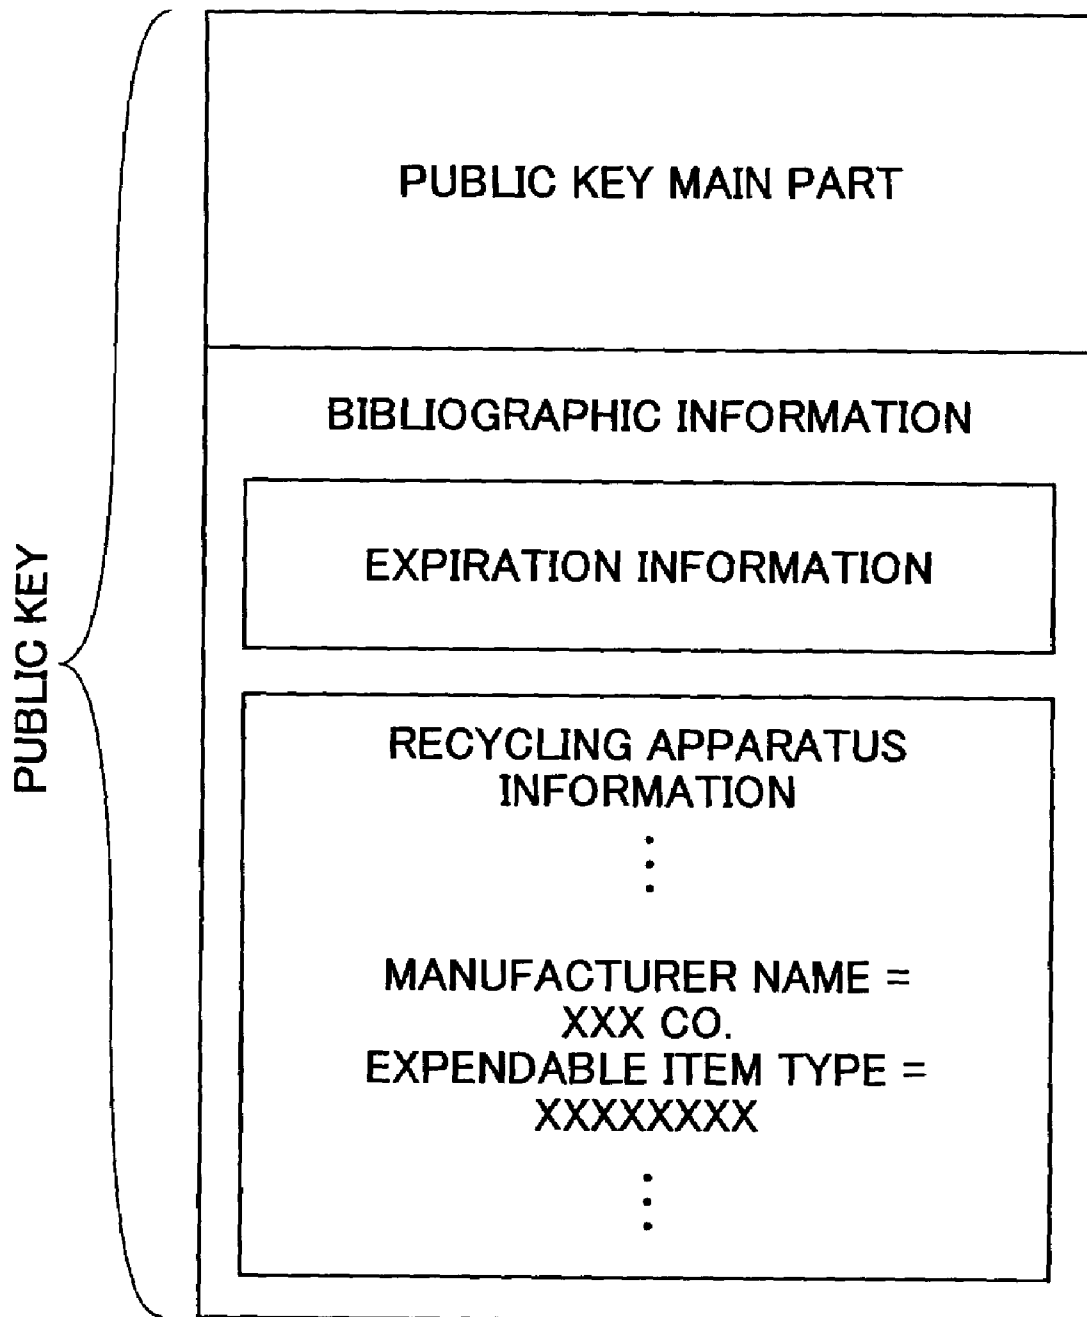 PUBLIC KEY
PUBLIC KEY MAIN PART
BIBLIOGRAPHIC INFORMATION
EXPIRATION INFORMATION
RECYCLING APPARATUS
INFORMATION
MANUFACTURER NAME =
XXX CO.
EXPENDABLE ITEM TYPE =
XXXXXXXX